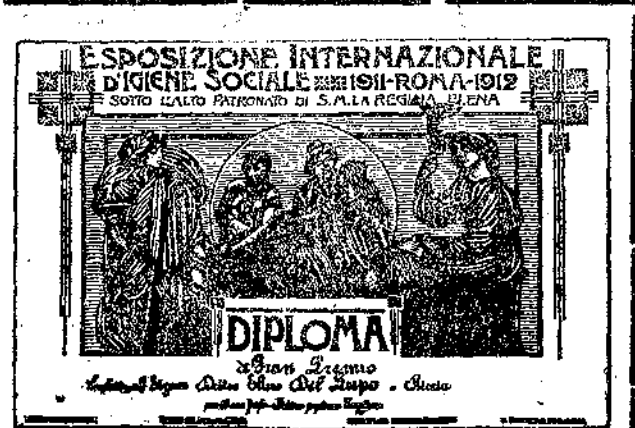 ESPOSIZIONE INTERNAZIONALE
D'IGIENE SOCIALE 1911-ROMA-1912
SOTTO L'ALTO PATRONATO DI S.M. LA REGINA ELENA
DIPLOMA
di Gran Premio
Del Lupo